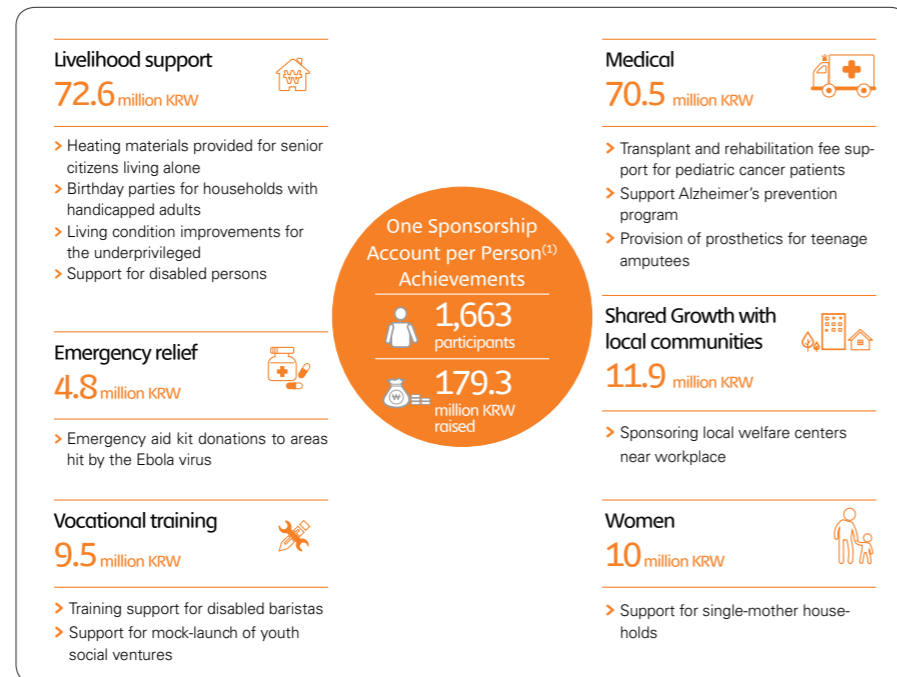 Livelihood support
72.6 million KRW
> Heating materials provided for senior
citizens living alone
> Birthday parties for households with
handicapped adults
> Living condition improvements for
the underprivileged
> Support for disabled persons
Emergency relief
4.8 million KRW
> Emergency aid kit donations to areas
hit by the Ebola virus
Vocational training
9.5 million KRW
> Training support for disabled baristas
> Support for mock-launch of youth
social ventures
One Sponsorship
Account per Person(1)
Achievements
1,663
participants
179.3
million KRW
raised
Medical
70.5 million KRW
> Transplant and rehabilitation fee sup-
port for pediatric cancer patients
> Support Alzheimer's prevention
program
> Provision of prosthetics for teenage
amputees
Shared Growth with
local communities
11.9 million KRW
> Sponsoring local welfare centers
near workplace
Women
10 million KRW
> Support for single-mother house-
holds